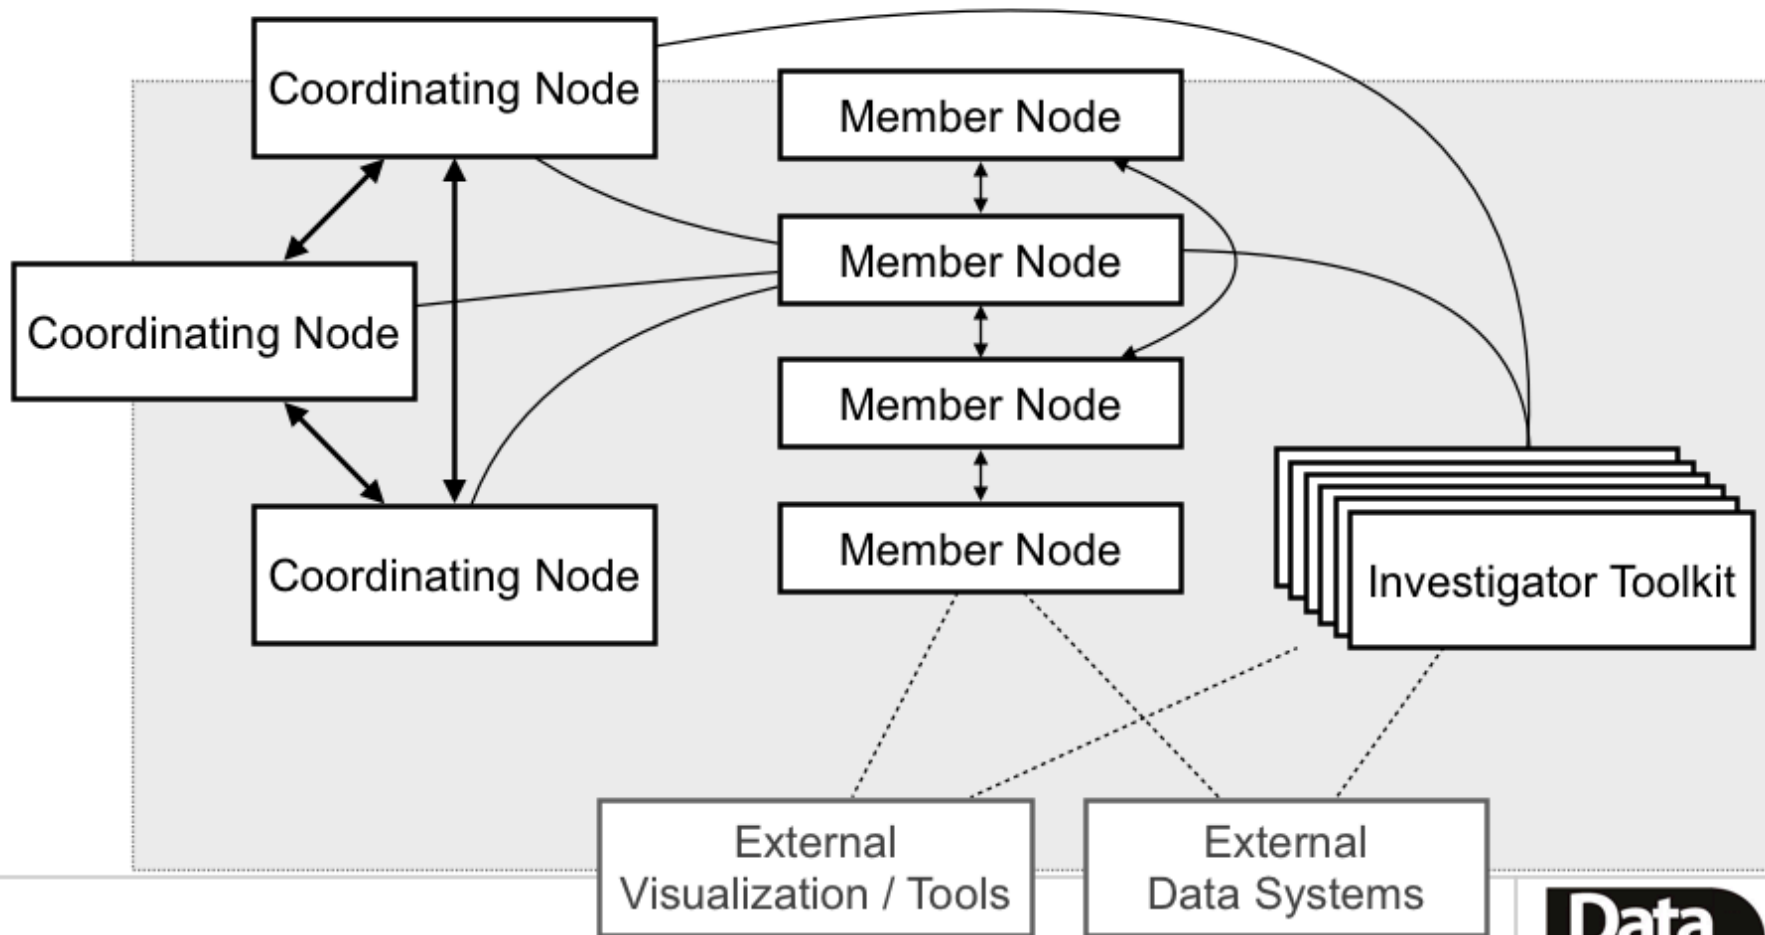 Coordinating Node
Member Node
Member Node
Coordinating Node
Member Node
Member Node
Coordinating Node
Investigator Toolkit
External
Visualization / Tools
External
Data Systems
Data